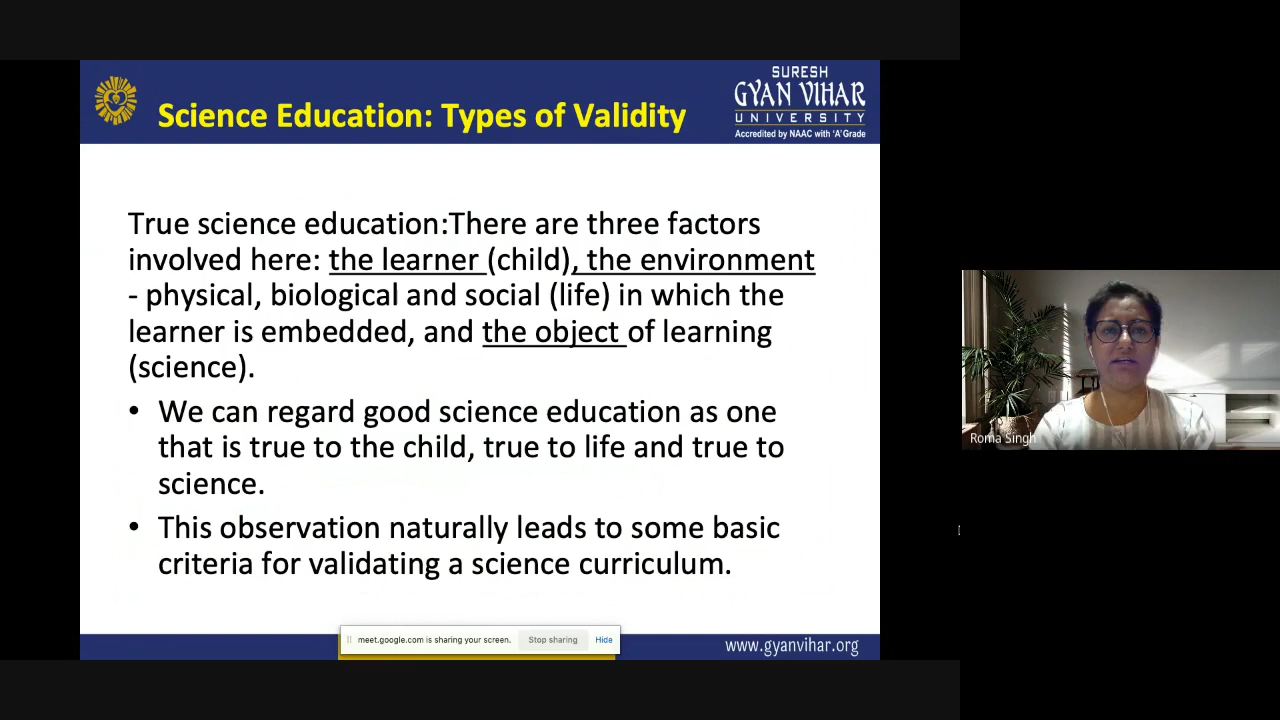 SURESH
GYAN VIHAR
UNIVERSITY
Accredited by NAAC with 'A' Grade
Science Education: Types of Validity
True science education:There are three factors
involved here: the learner (child), the environment
- physical, biological and social (life) in which the
learner is embedded, and the object of learning
(science).
• We can regard good science education as one
that is true to the child, true to life and true to
science.
• This observation naturally leads to some basic
criteria for validating a science curriculum.
Roma Singh
meet.google.com is sharing your screen. Stop sharing Hide
www.gyanvihar.org